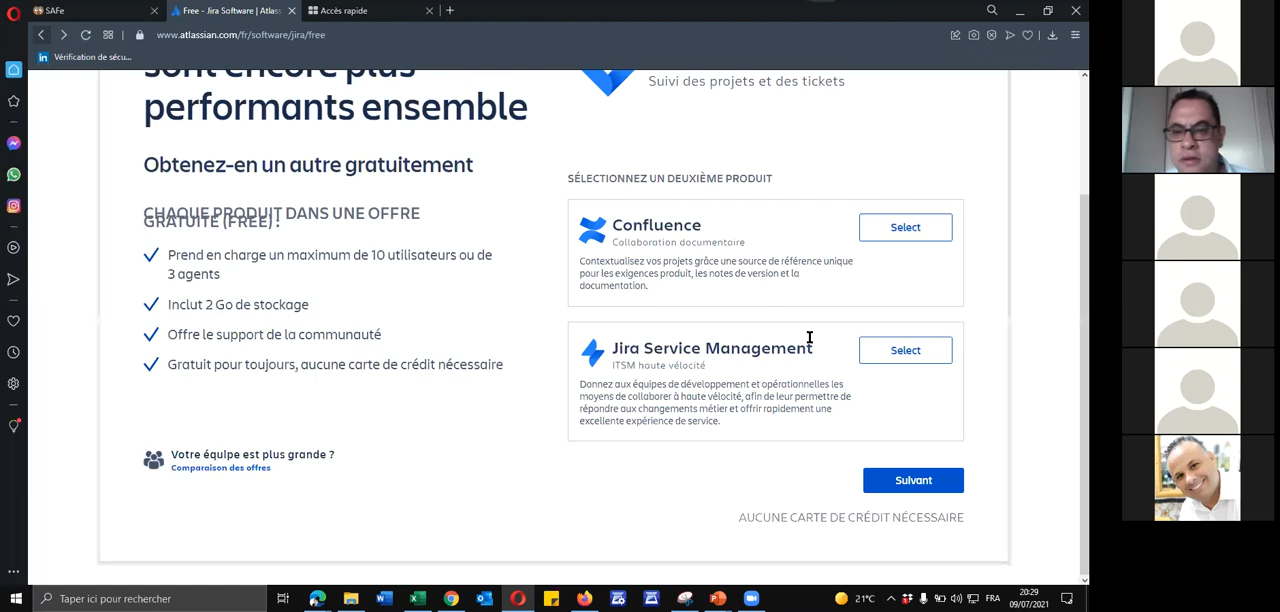 SAFe
Free - Jira Software | Atlas
Accès rapide
www.atlassian.com/fr/software/jira/free
in Vérification de sécu...
sont encore plus
performants ensemble
Obtenez-en un autre gratuitement
CHAQUE PRODUIT DANS UNE OFFRE
GRATUITE (FREE) :
Prend en charge un maximum de 10 utilisateurs ou de
3 agents
Inclut 2 Go de stockage
Offre le support de la communauté
Gratuit pour toujours, aucune carte de crédit nécessaire
Votre équipe est plus grande ?
Comparaison des offres
Suivi des projets et des tickets
SÉLECTIONNEZ UN DEUXIÈME PRODUIT
Confluence
Collaboration documentaire
Contextualisez vos projets grâce une source de référence unique
pour les exigences produit, les notes de version et la
documentation.
Select
Jira Service Management
ITSM haute vélocité
Donnez aux équipes de développement et opérationnelles les
moyens de collaborer à haute vélocité, afin de leur permettre de
répondre aux changements métier et offrir rapidement une
excellente expérience de service.
Select
Suivant
AUCUNE CARTE DE CRÉDIT NÉCESSAIRE
Taper ici pour rechercher
21°C
FRA
20:29
09/07/2021